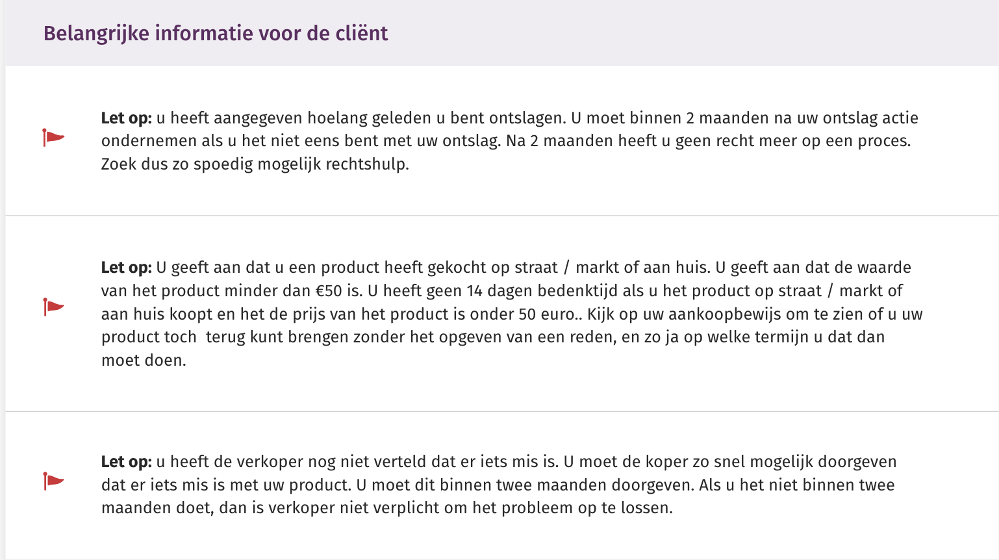 Belangrijke informatie voor de cliënt
Let op: u heeft aangegeven hoelang geleden u bent ontslagen. U moet binnen 2 maanden na uw ontslag actie
ondernemen als u het niet eens bent met uw ontslag. Na 2 maanden heeft u geen recht meer op een proces.
Zoek dus zo spoedig mogelijk rechtshulp.
Let op: U geeft aan dat u een product heeft gekocht op straat / markt of aan huis. U geeft aan dat de waarde
van het product minder dan €50 is. U heeft geen 14 dagen bedenktijd als u het product op straat / markt of
aan huis koopt en het de prijs van het product is onder 50 euro.. Kijk op uw aankoopbewijs om te zien of u uw
product toch  terug kunt brengen zonder het opgeven van een reden, en zo ja op welke termijn u dat dan
moet doen.
Let op: u heeft de verkoper nog niet verteld dat er iets mis is. U moet de koper zo snel mogelijk doorgeven
dat er iets mis is met uw product. U moet dit binnen twee maanden doorgeven. Als u het niet binnen twee
maanden doet, dan is verkoper niet verplicht om het probleem op te lossen.